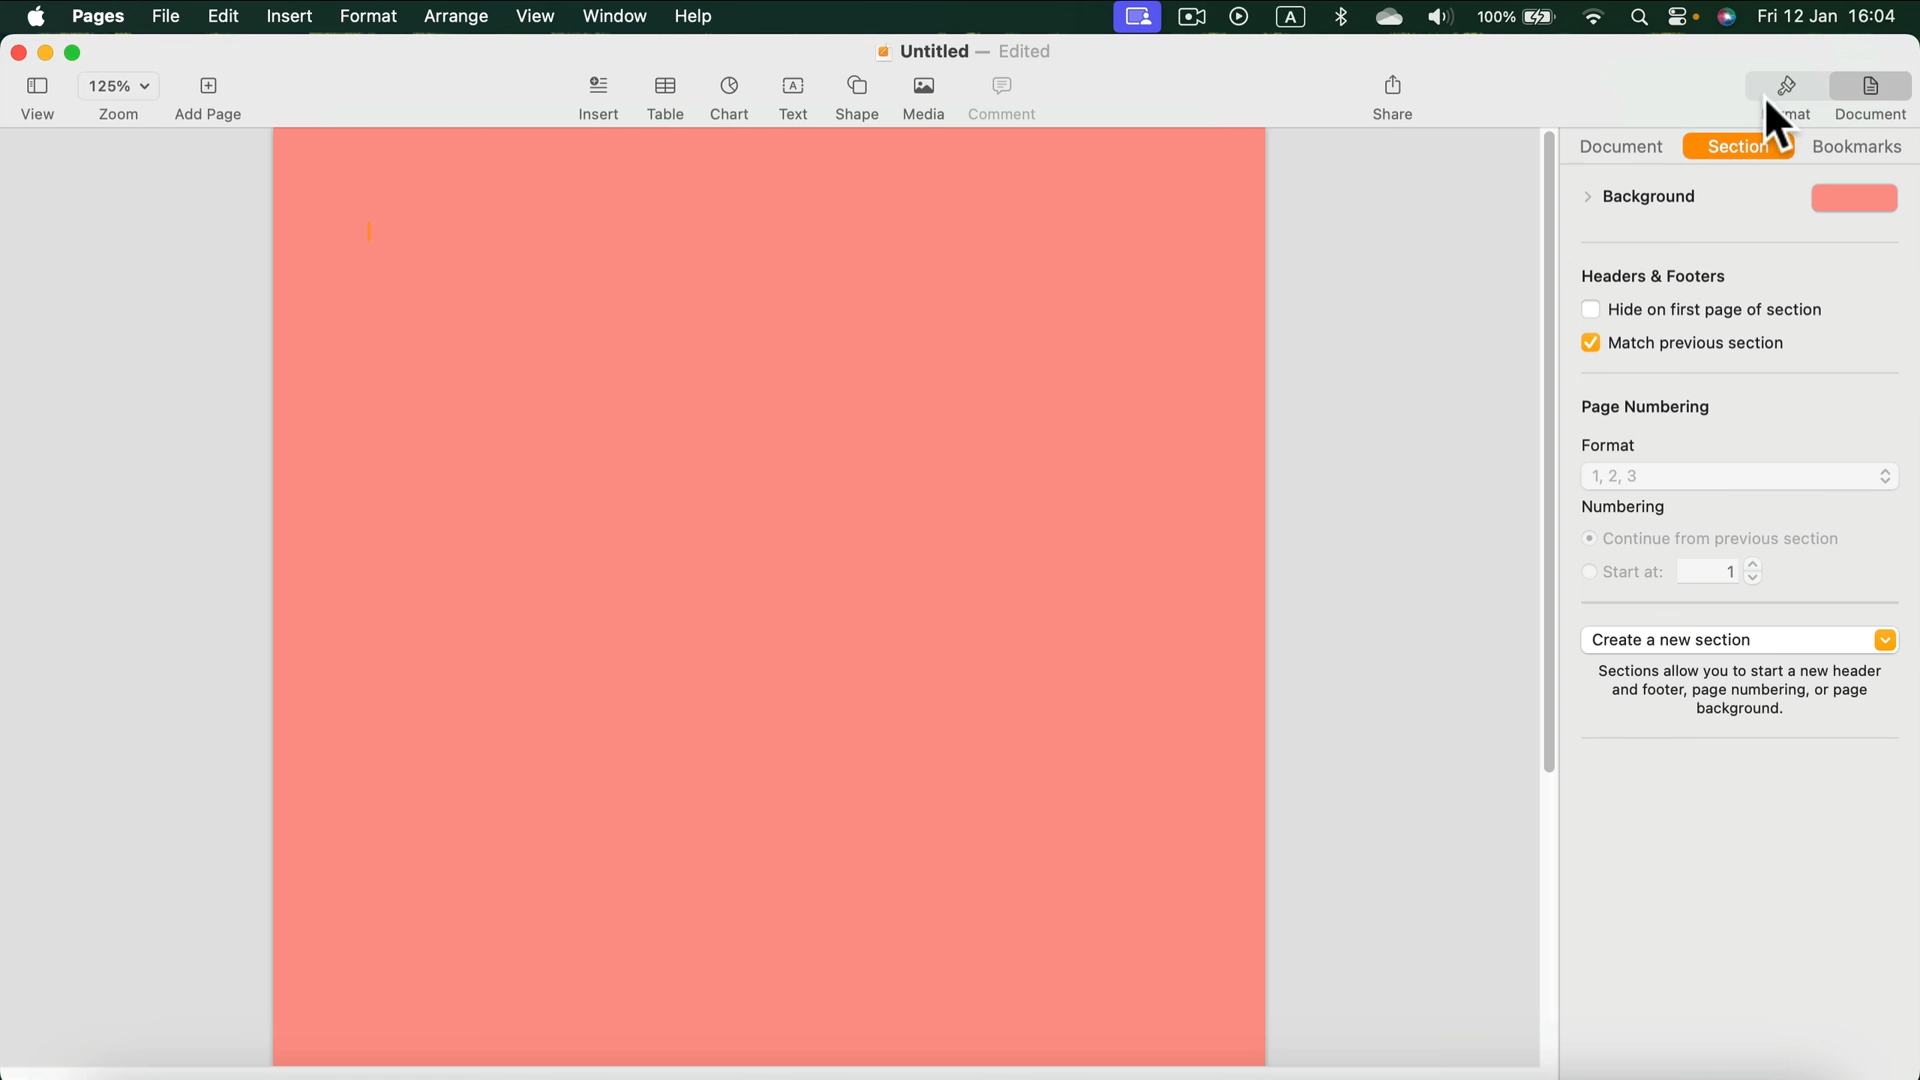 Pages File Edit Insert Format Arrange View Window Help A 100% Fri 12 Jan 16:04
Untitled — Edited
125% A
View Zoom Add Page Insert Table Chart Text Shape Media Comment Share Document
Document Section Bookmarks
Background
Headers & Footers
Hide on first page of section
Match previous section
Page Numbering
Format
1, 2, 3
Numbering
Continue from previous section
Start at: 1
Create a new section
Sections allow you to start a new header
and footer, page numbering, or page
background.